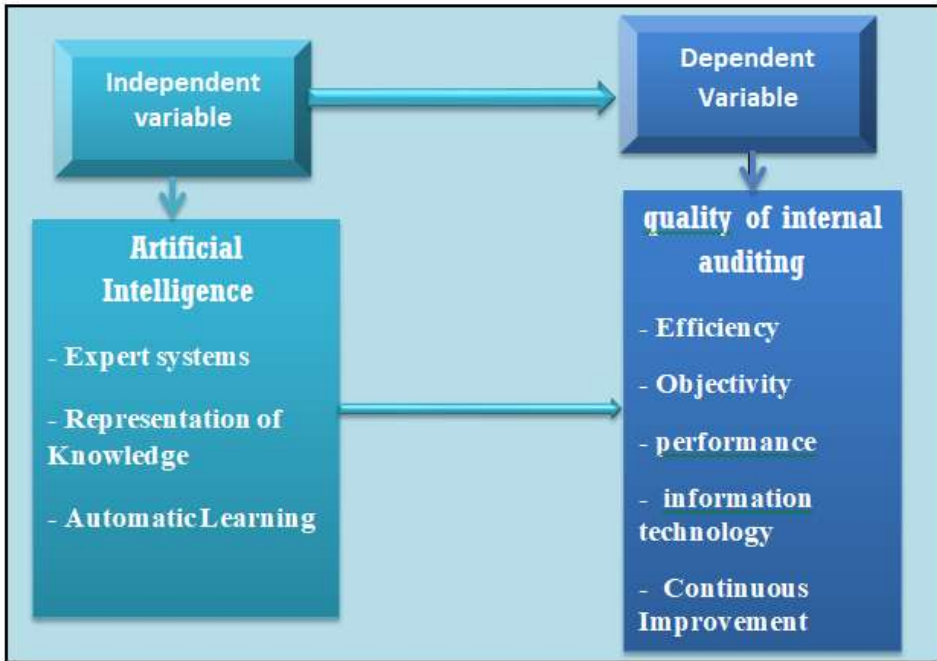 Independent
variable
Dependent
Variable
Artificial
Intelligence
- Expert systems
- Representation of
Knowledge
- Automatic Learning
quality of internal
auditing
- Efficiency
- Objectivity
- performance
- information
technology
- Continuous
Improvement